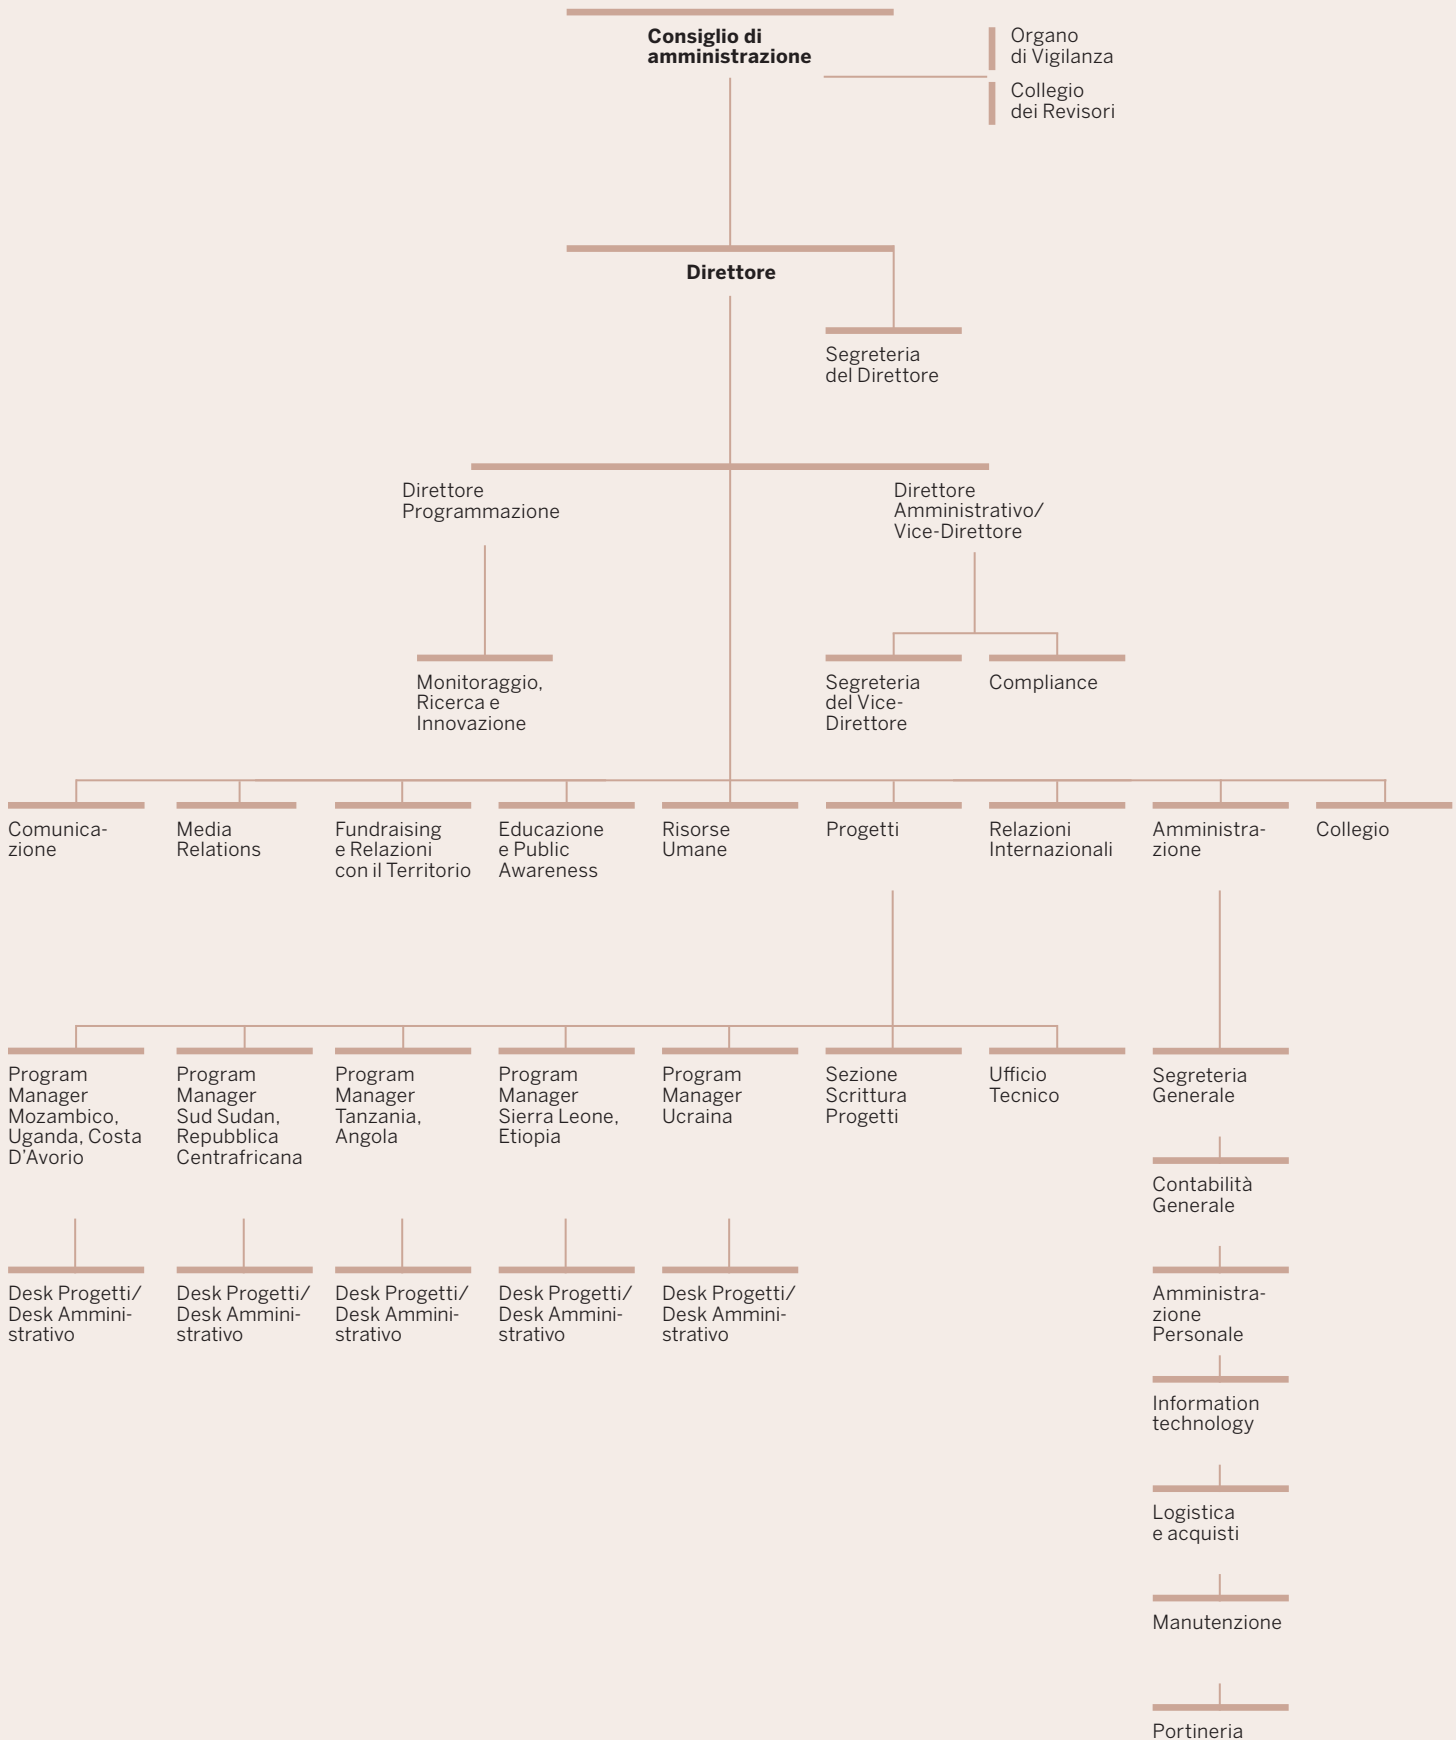 Consiglio di
amministrazione
Organo
di Vigilanza
Collegio
dei Revisori
Direttore
Segreteria
del Direttore
Direttore
Programmazione
Direttore
Amministrativo/
Vice-Direttore
Monitoraggio,
Ricerca e
Innovazione
Segreteria
del Vice-
Direttore
Compliance
Comunica-
zione
Media
Relations
Fundraising
e Relazioni
con il Territorio
Educazione
e Public
Awareness
Risorse
Umane
Progetti
Relazioni
Internazionali
Amministra-
zione
Collegio
Program
Manager
Mozambico,
Uganda, Costa
D’Avorio
Program
Manager
Sud Sudan,
Repubblica
Centrafricana
Program
Manager
Tanzania,
Angola
Program
Manager
Sierra Leone,
Etiopia
Program
Manager
Ucraina
Sezione
Scrittura
Progetti
Ufficio
Tecnico
Segreteria
Generale
Contabilità
Generale
Desk Progetti/
Desk Ammini-
strativo
Desk Progetti/
Desk Ammini-
strativo
Desk Progetti/
Desk Ammini-
strativo
Desk Progetti/
Desk Ammini-
strativo
Desk Progetti/
Desk Ammini-
strativo
Amministra-
zione
Personale
Information
technology
Logistica
e acquisti
Manutenzione
Portineria